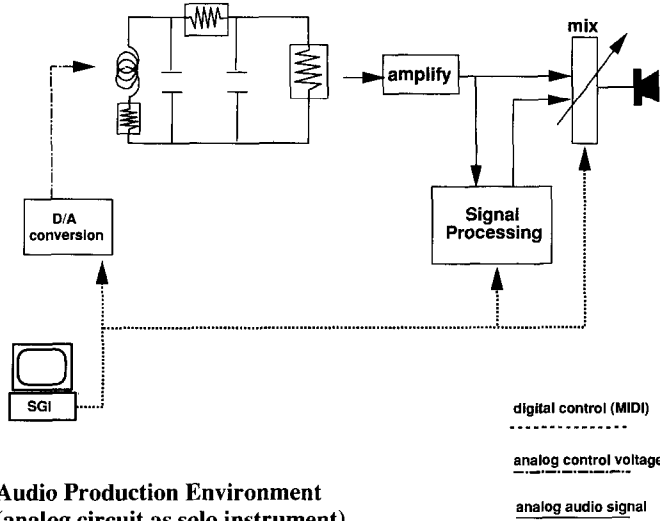 mix
amplify
D/A
conversion
Signal
Processing
SGI
digital control (MIDI)
analog control voltage
analog audio signal
Audio Production Environment
(analog circuit as solo instrument)